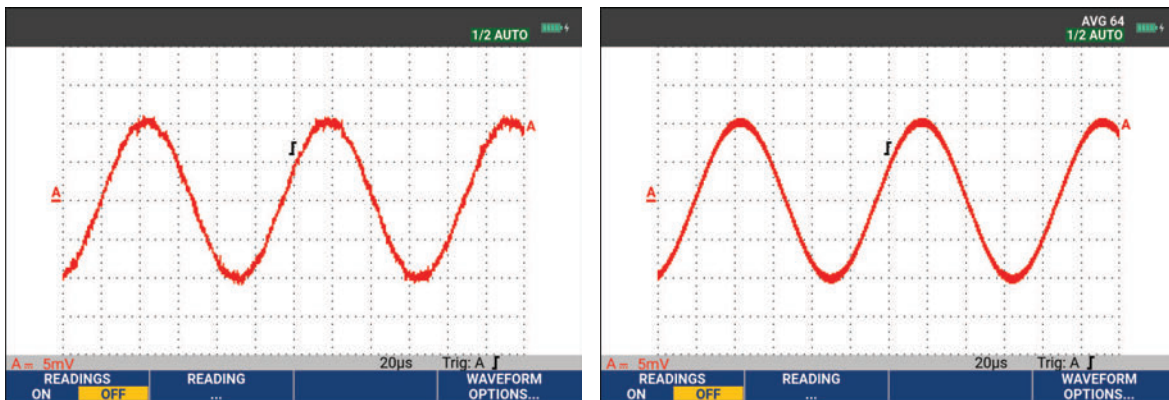 1/2 AUTO
A
A
A 5mV 20µs Trig: A
READINGS READING WAVEFORM
ON OFF ... OPTIONS...
AVG 64
1/2 AUTO
A
A
A 5mV 20µs Trig: A
READINGS READING WAVEFORM
ON OFF ... OPTIONS...